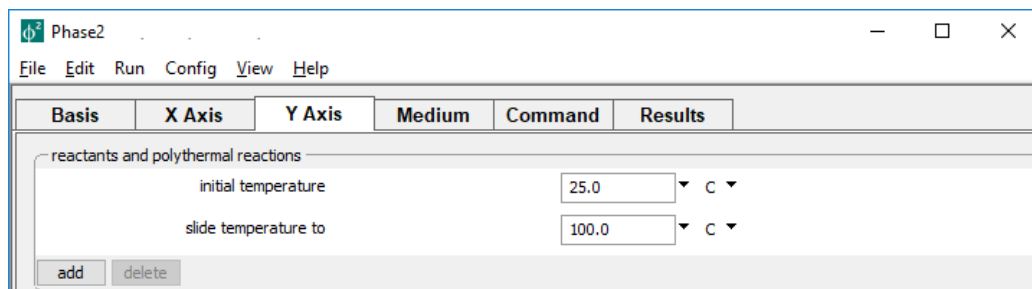 Φ² Phase2
File Edit Run Config View Help
Basis X Axis Y Axis Medium Command Results
reactants and polythermal reactions
initial temperature 25.0 C
slide temperature to 100.0 C
add delete